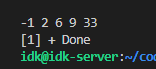 -1 2 6 9 33
[1] + Done
idk@idk-server:~/co